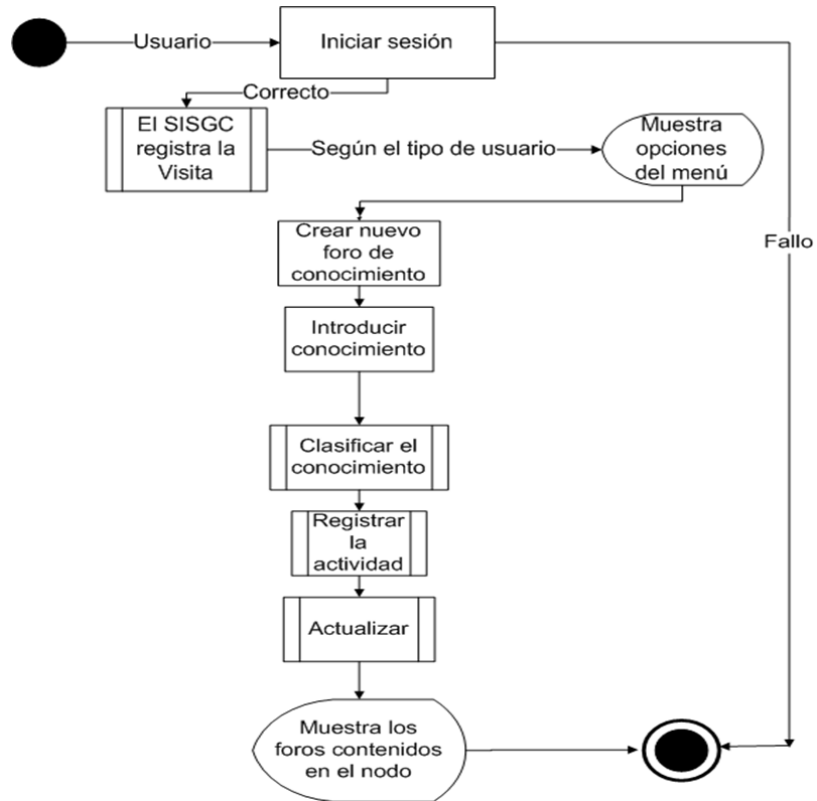 Usuario
Iniciar sesión
Correcto
El SISGC
registra la
Visita
Según el tipo de usuario
Muestra
opciones
del menú
Fallo
Crear nuevo
foro de
conocimiento
Introducir
conocimiento
Clasificar el
conocimiento
Registrar
la
actividad
Actualizar
Muestra los
foros contenidos
en el nodo